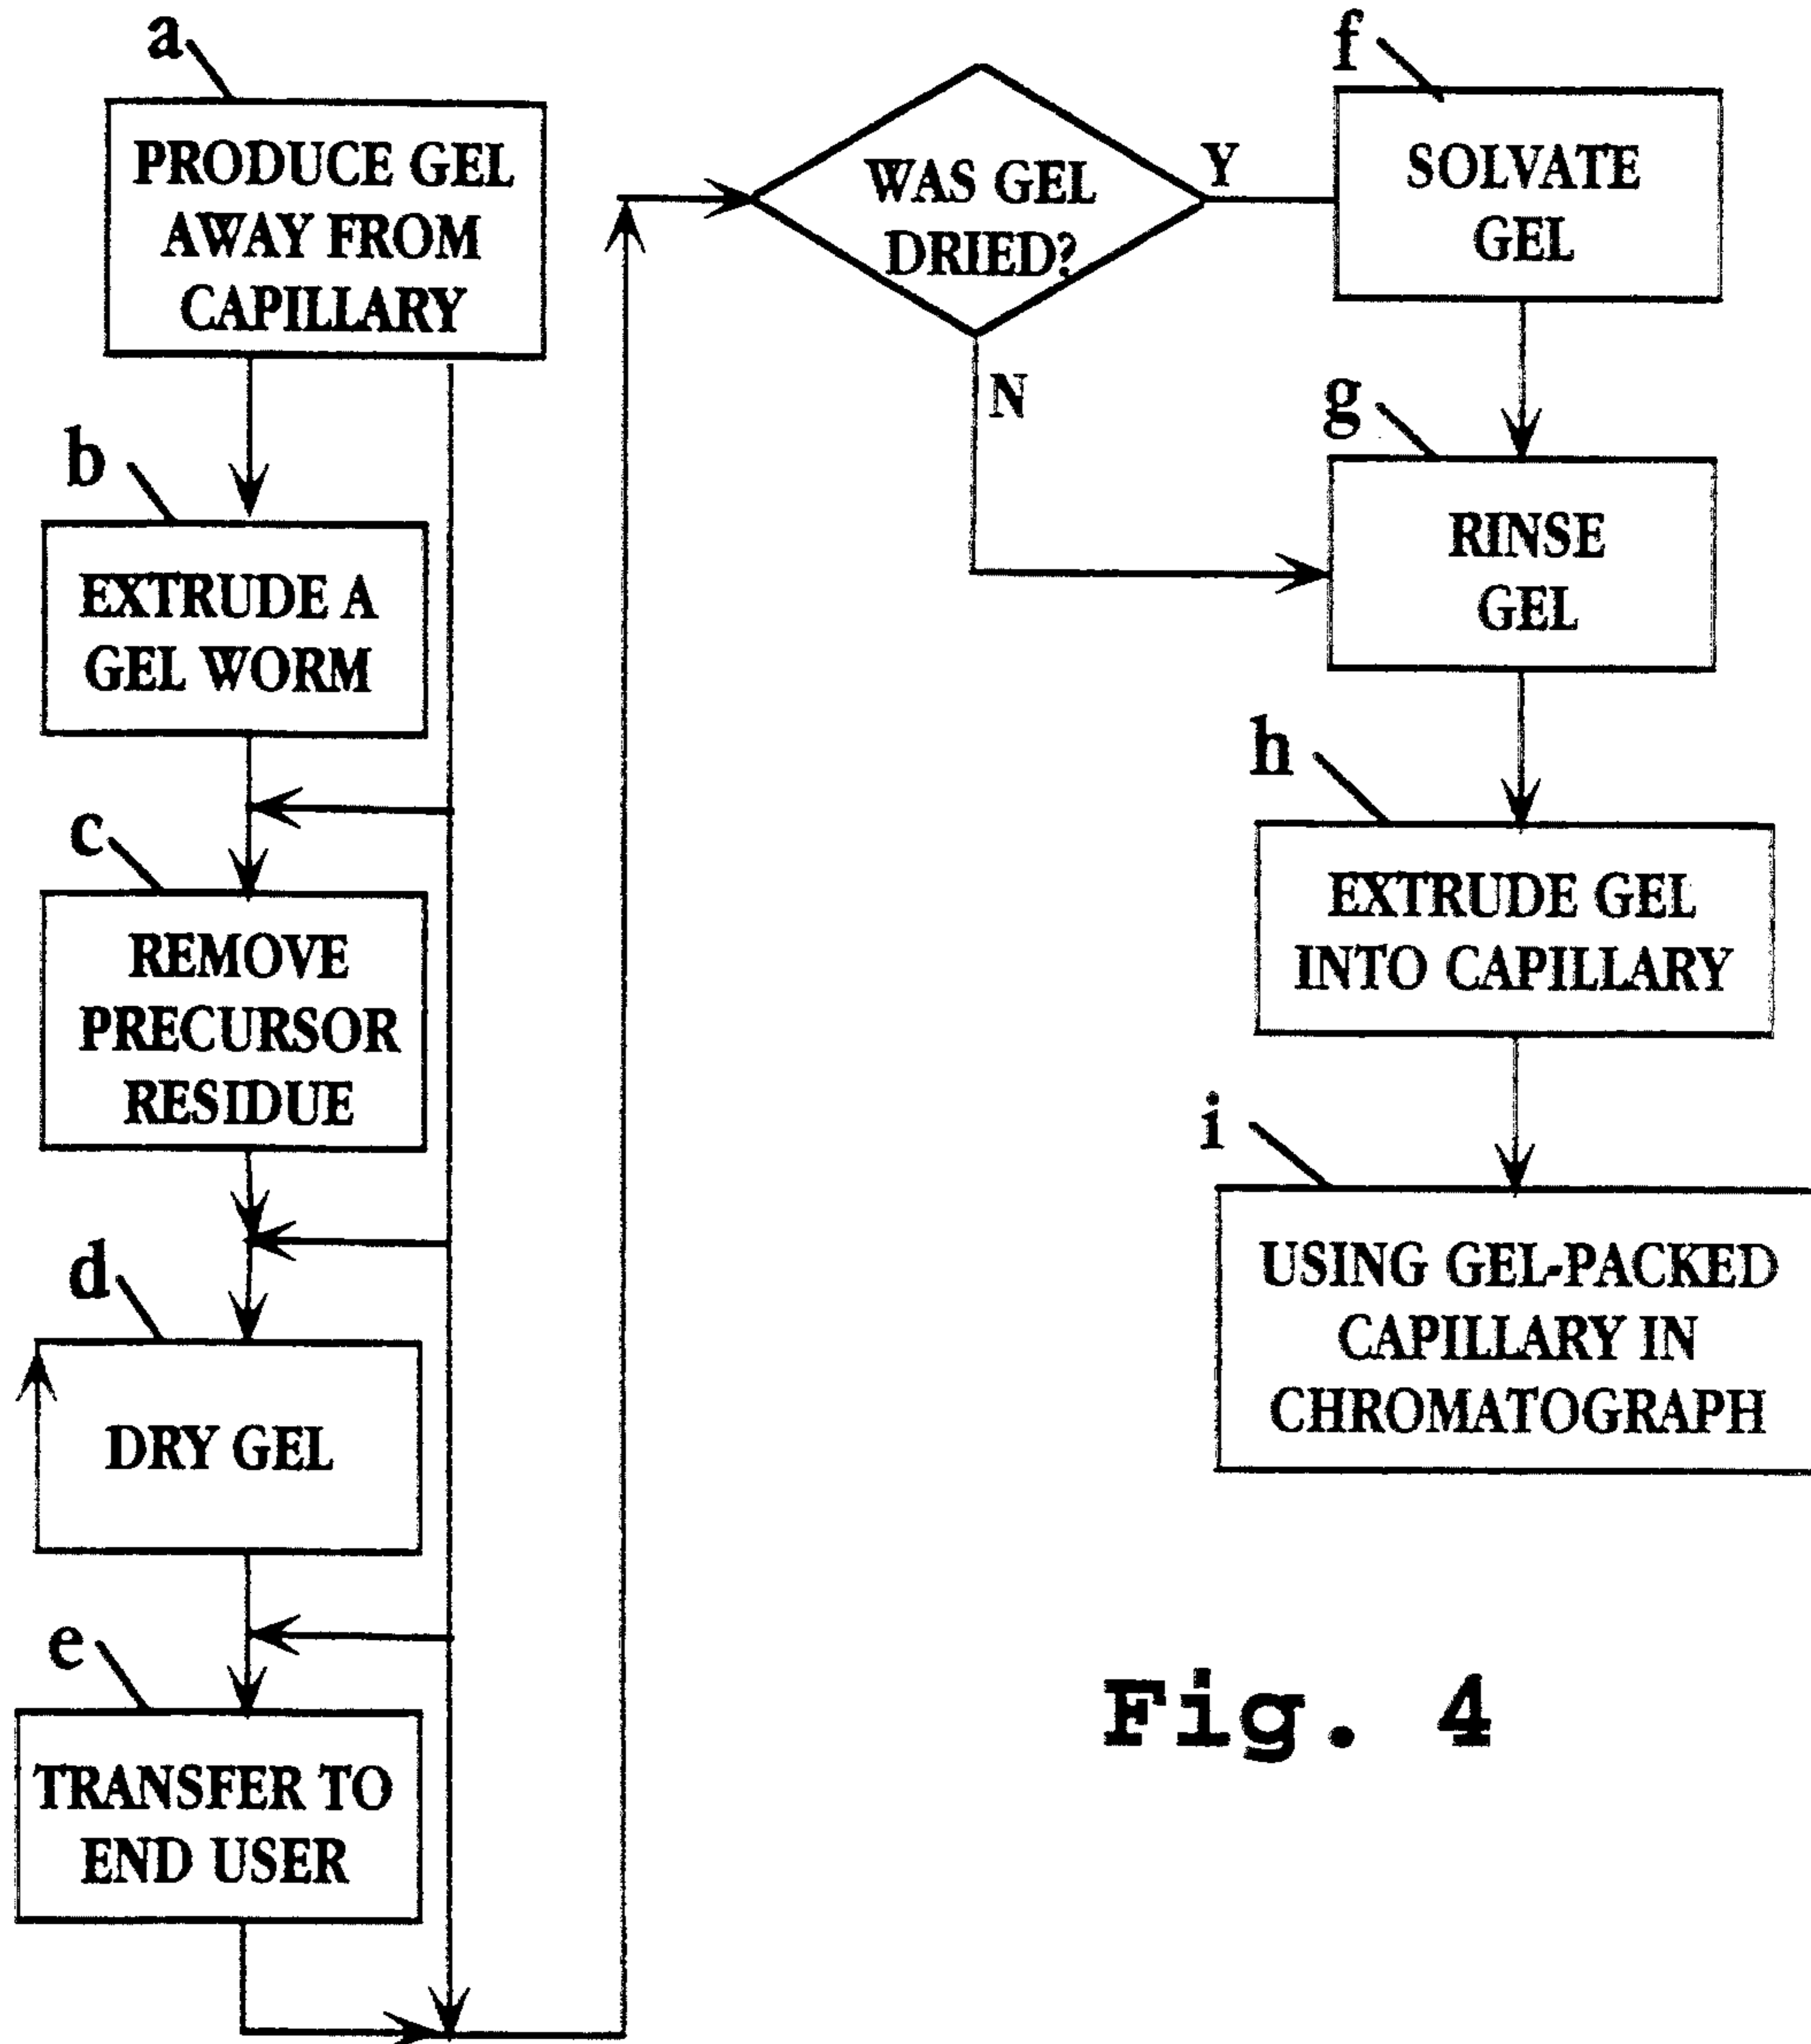 a
PRODUCE GEL
AWAY FROM
CAPILLARY
b
EXTRUDE A
GEL WORM
c
REMOVE
PRECURSOR
RESIDUE
d
DRY GEL
e
TRANSFER TO
END USER
WAS GEL
DRIED?
Y
N
f
SOLVATE
GEL
g
RINSE
GEL
h
EXTRUDE GEL
INTO CAPILLARY
i
USING GEL-PACKED
CAPILLARY IN
CHROMATOGRAPH
Fig. 4